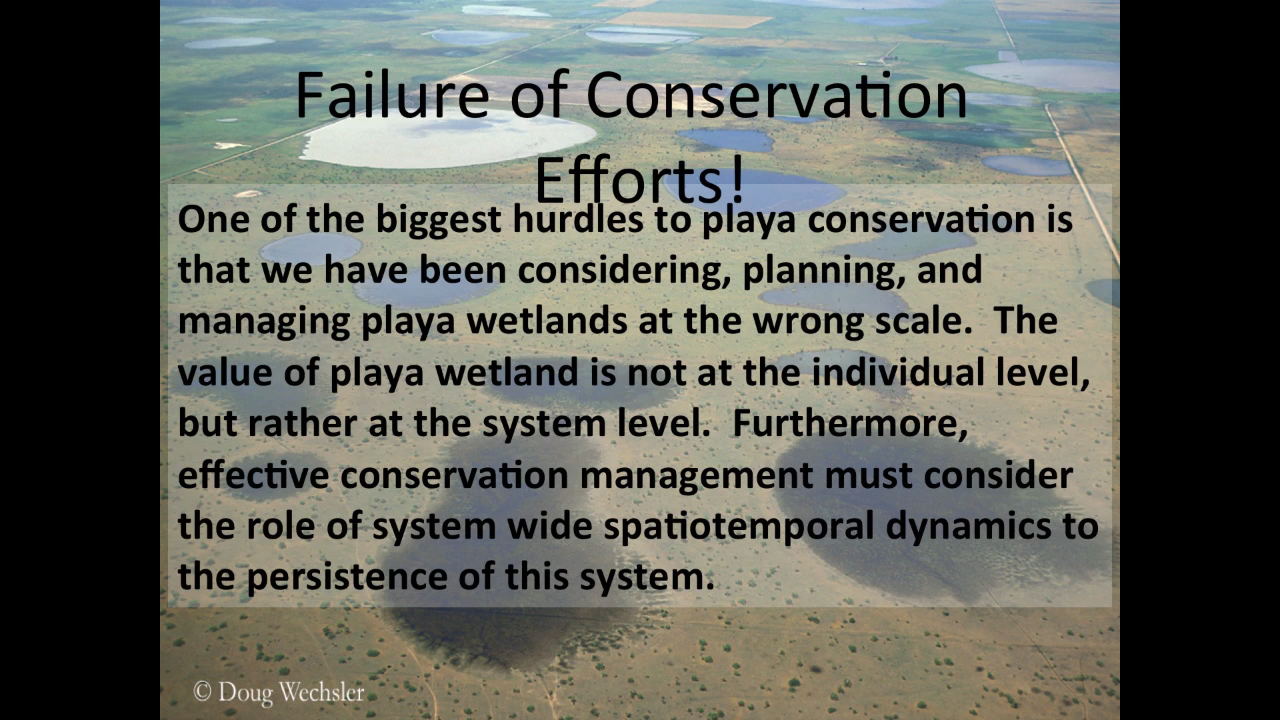 Failure of Conservation
Efforts!
One of the biggest hurdles to playa conservation is
that we have been considering, planning, and
managing playa wetlands at the wrong scale.  The
value of playa wetland is not at the individual level,
but rather at the system level.  Furthermore,
effective conservation management must consider
the role of system wide spatiotemporal dynamics to
the persistence of this system.
© Doug Wechsler